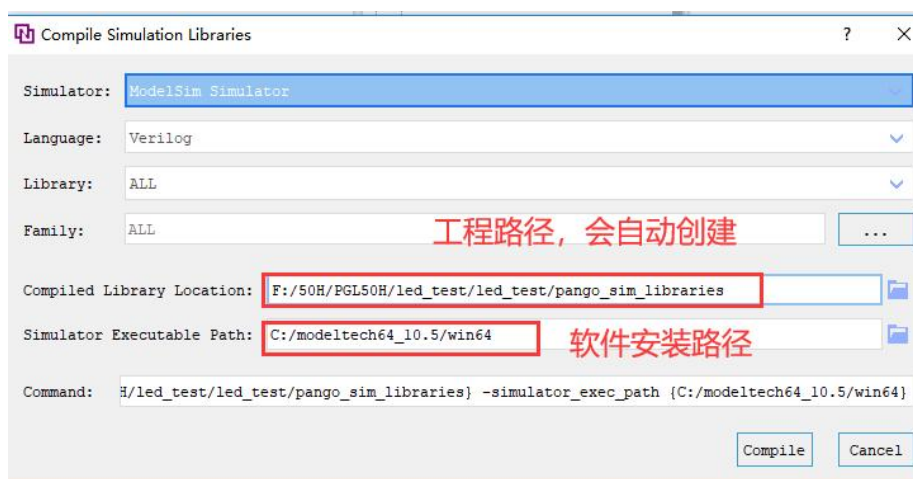 Compile Simulation Libraries ? ×
Simulator: ModelSim Simulator
Language: Verilog
Library: ALL
Family: ALL ...
工程路径，会自动创建
Compiled Library Location: F:/50H/PGL50H/led_test/led_test/pango_sim_libraries
Simulator Executable Path: C:/modeltech64_10.5/win64
软件安装路径
Command: H/led_test/led_test/pango_sim_libraries} -simulator_exec_path {C:/modeltech64_10.5/win64}
Compile Cancel